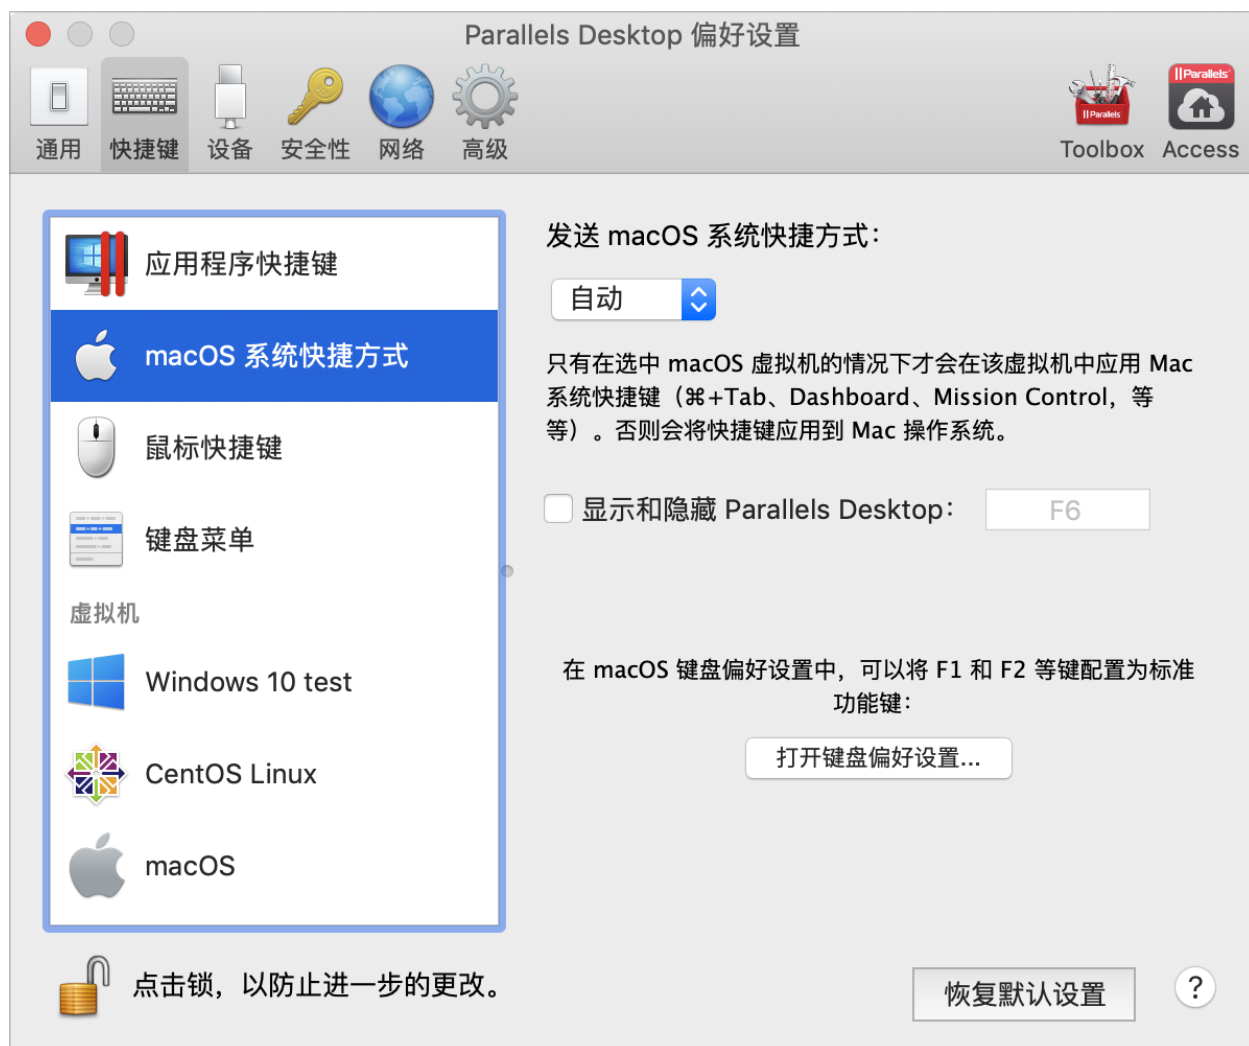 Parallels Desktop 偏好设置
通用 快捷键 设备 安全性 网络 高级 Toolbox Access
||Parallels
||Parallels
应用程序快捷键
macOS 系统快捷方式
鼠标快捷键
键盘菜单
虚拟机
Windows 10 test
CentOS Linux
macOS
发送 macOS 系统快捷方式：
自动
只有在选中 macOS 虚拟机的情况下才会在该虚拟机中应用 Mac
系统快捷键（⌘+Tab、Dashboard、Mission Control，等
等）。否则会将快捷键应用到 Mac 操作系统。
显示和隐藏 Parallels Desktop： F6
在 macOS 键盘偏好设置中，可以将 F1 和 F2 等键配置为标准
功能键：
打开键盘偏好设置...
点击锁，以防止进一步的更改。
恢复默认设置 ?